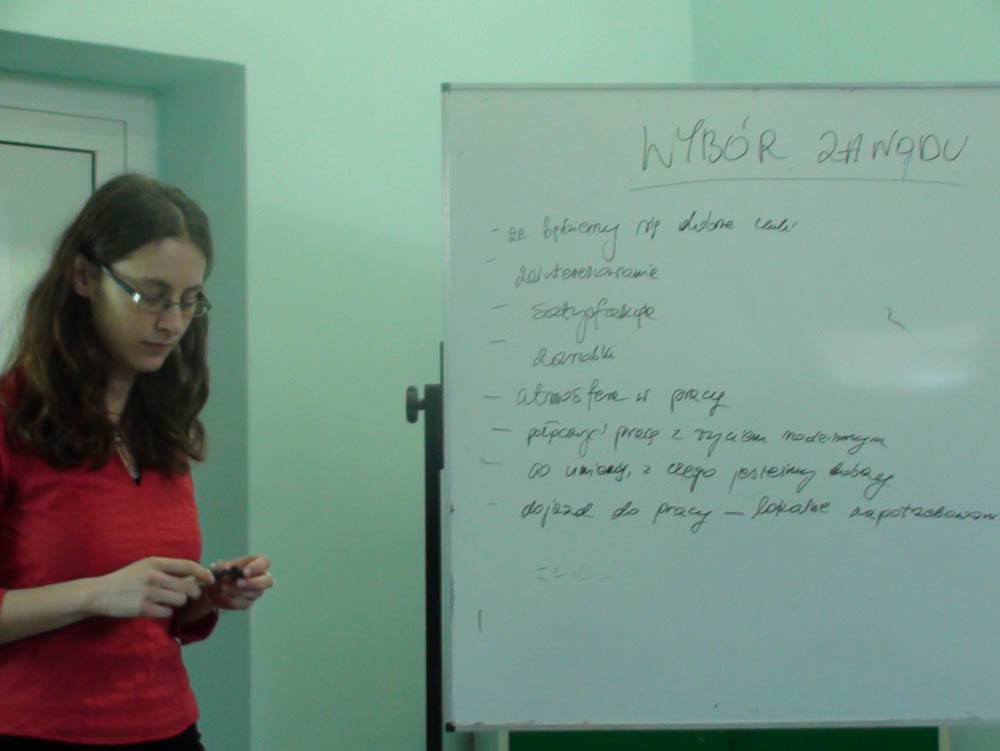 WYBÓR ZAWODU
- że będziemy się dobrze czuli
- zainteresowanie
- satysfakcja
- zarobki
- atmosfera w pracy
- połączyć pracę z życiem rodzinnym
- co umiemy, z czego jesteśmy dobrzy
- dojazd do pracy - lokalne zapotrzebowan